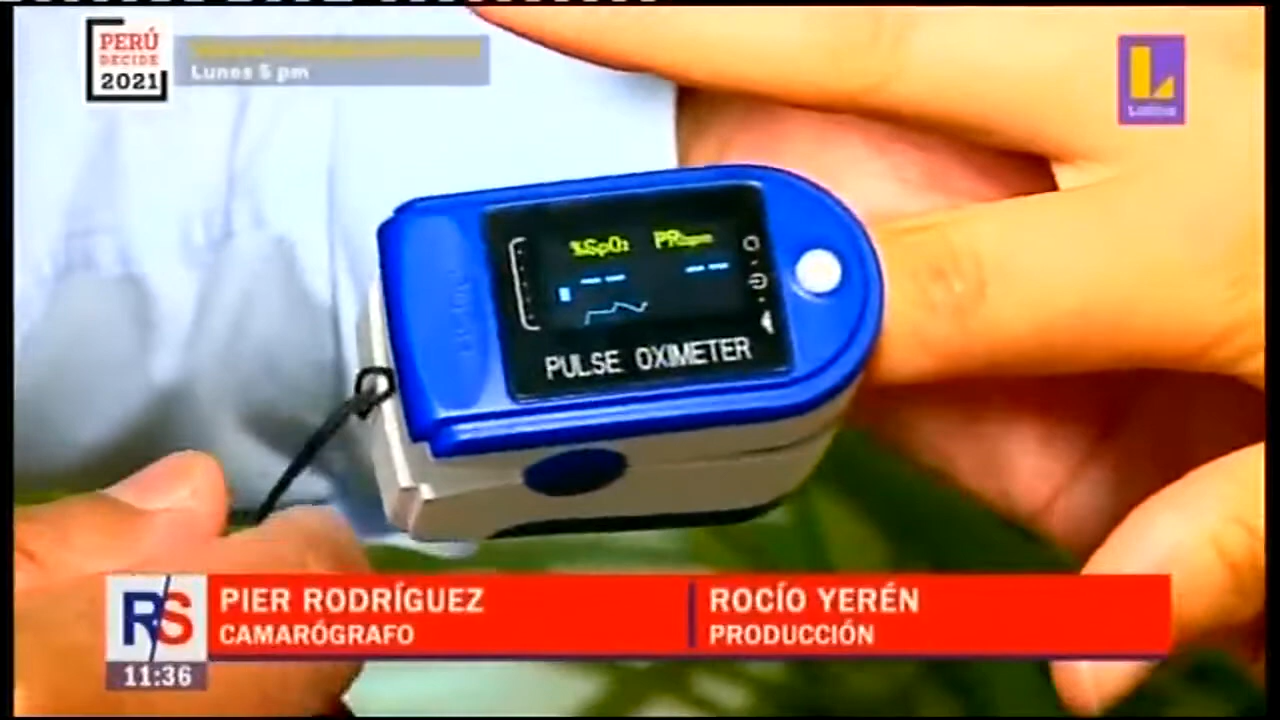 PERÚ
DECIDE
2021
Lunes 5 pm
L
Latina
%SpO2 PRbpm
PULSE OXIMETER
RS
PIER RODRÍGUEZ
CAMARÓGRAFO
ROCÍO YERÉN
PRODUCCIÓN
11:36